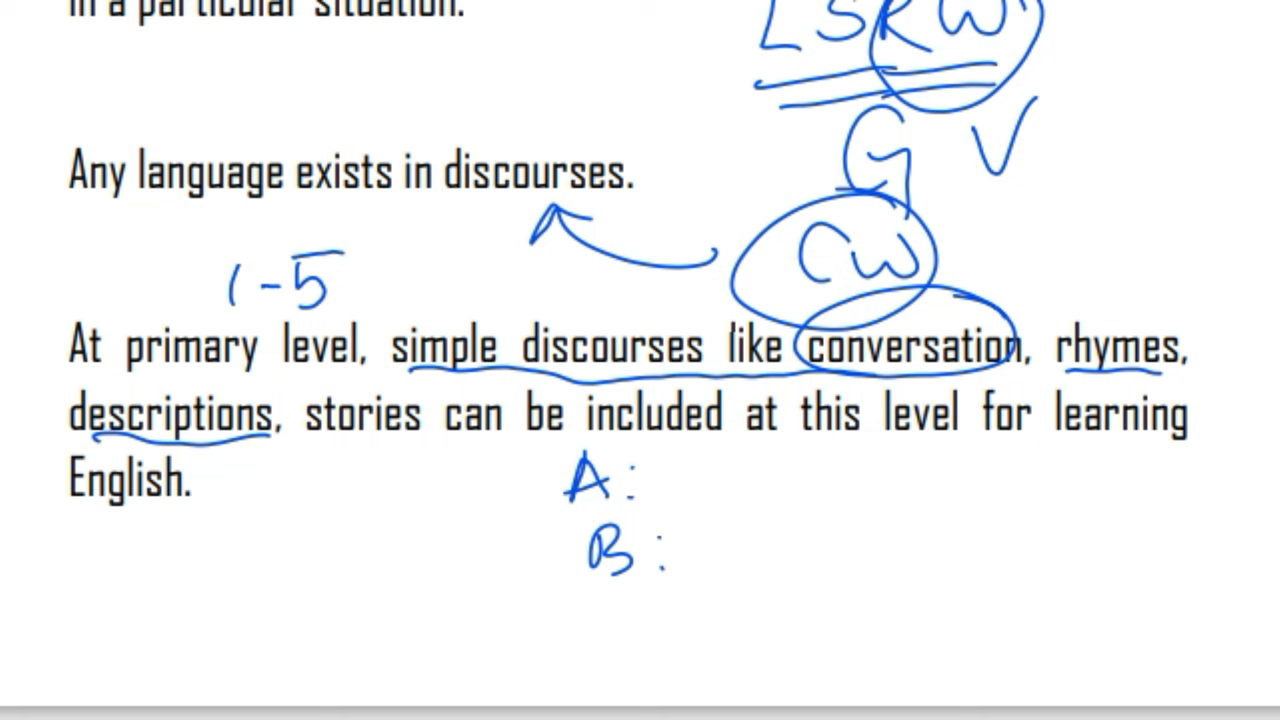 in a particular situation.
LSRW
G V
Any language exists in discourses.
CW
1-5
At primary level, simple discourses like conversation, rhymes,
descriptions, stories can be included at this level for learning
English.
A:
B: